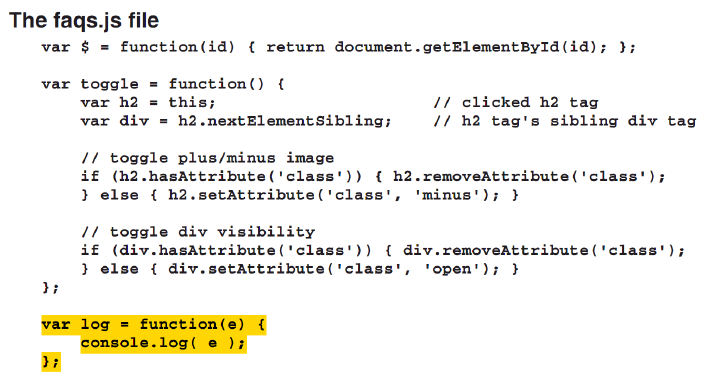 The faqs.js file
var $ = function(id) { return document.getElementById(id); };
var toggle = function() {
var h2 = this; // clicked h2 tag
var div = h2.nextElementSibling; // h2 tag's sibling div tag
// toggle plus/minus image
if (h2.hasAttribute('class')) { h2.removeAttribute('class');
} else { h2.setAttribute('class', 'minus'); }
// toggle div visibility
if (div.hasAttribute('class')) { div.removeAttribute('class');
} else { div.setAttribute('class', 'open'); }
};
var log = function(e) {
console.log( e );
};